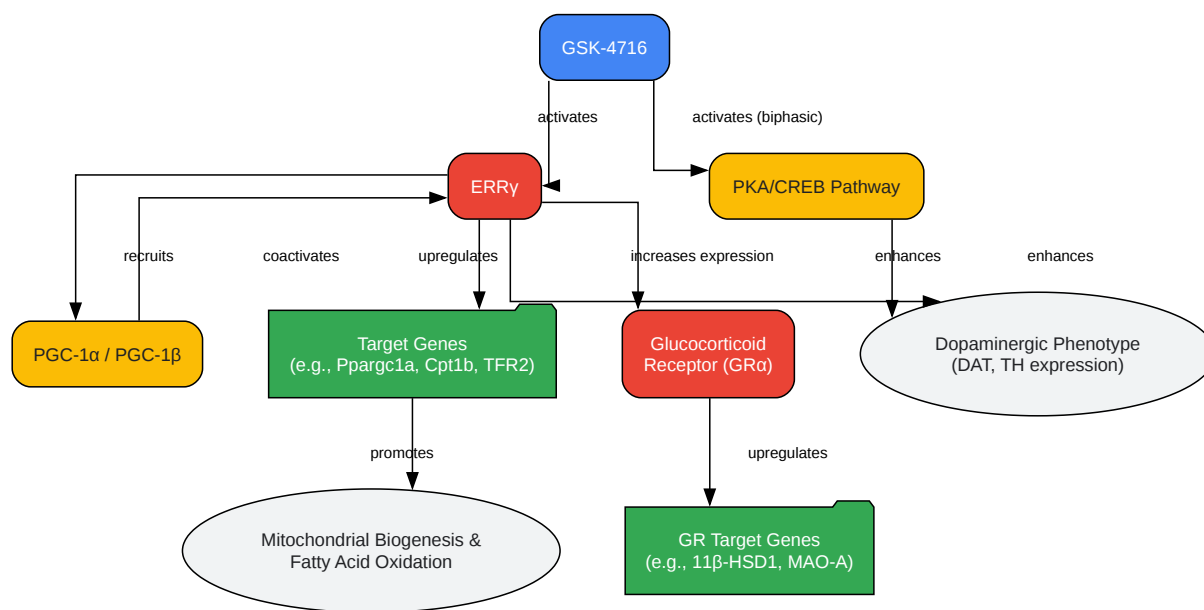 GSK-4716
activates
activates (biphasic)
ERRγ
PKA/CREB Pathway
recruits
coactivates
upregulates
increases expression
enhances
enhances
PGC-1α / PGC-1β
Target Genes
(e.g., Ppargc1a, Cpt1b, TFR2)
Glucocorticoid
Receptor (GRα)
Dopaminergic Phenotype
(DAT, TH expression)
promotes
upregulates
Mitochondrial Biogenesis &
Fatty Acid Oxidation
GR Target Genes
(e.g., 11β-HSD1, MAO-A)